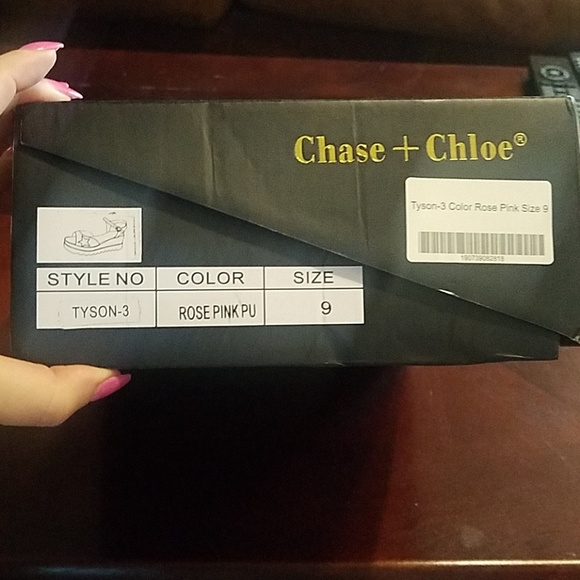 Chase + Chloe®
Tyson-3 Color Rose Pink Size 9
190739082818
STYLE NO COLOR SIZE
TYSON-3 ROSE PINK PU 9